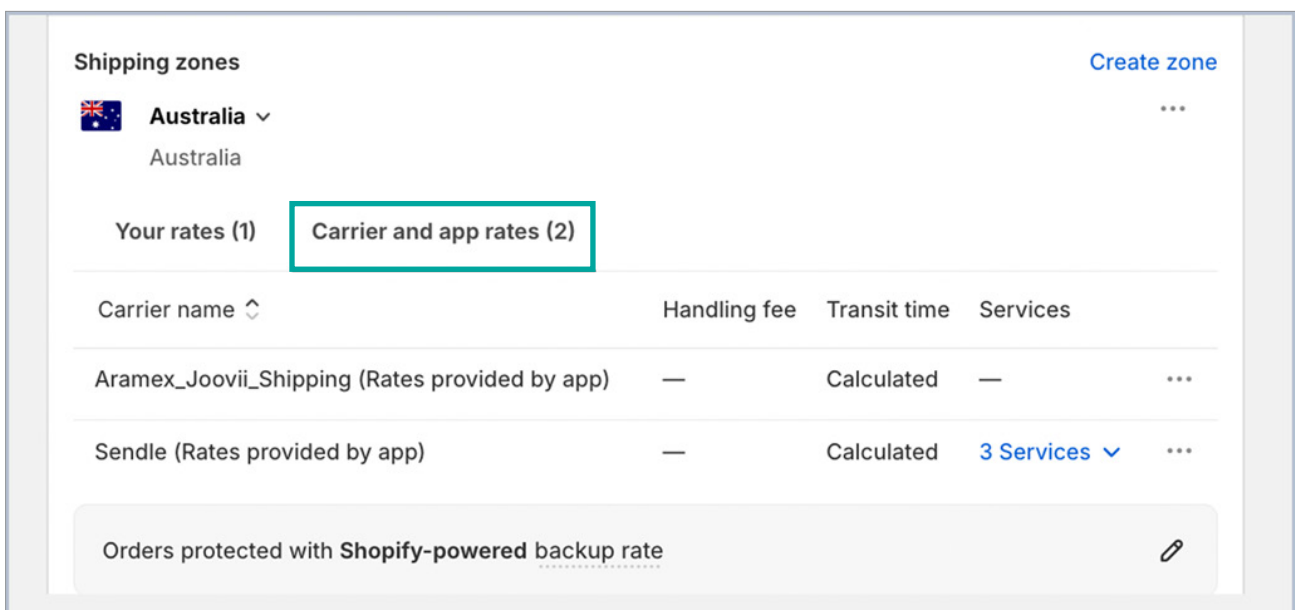 Shipping zones Create zone
Australia
Australia
Your rates (1) Carrier and app rates (2)
Carrier name Handling fee Transit time Services
Aramex_Joovii_Shipping (Rates provided by app) — Calculated —
Sendle (Rates provided by app) — Calculated 3 Services
Orders protected with Shopify-powered backup rate